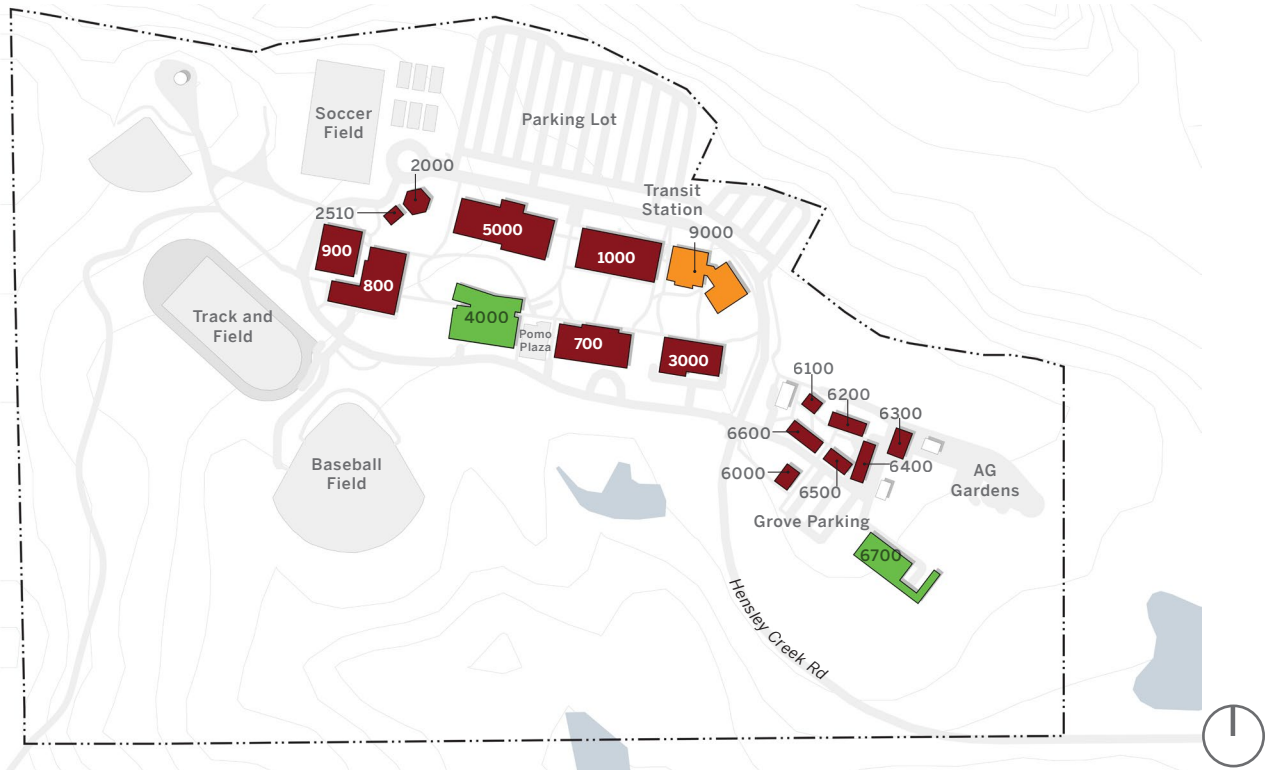 Soccer
Field
Parking Lot
2000
Transit
Station
2510
9000
5000
900
1000
800
4000
Track and
Field
Pomo
Plaza
700
3000
6100
6200
6300
6600
6400
6000
6500
Baseball
Field
AG
Gardens
Grove Parking
6700
Hensley Creek Rd